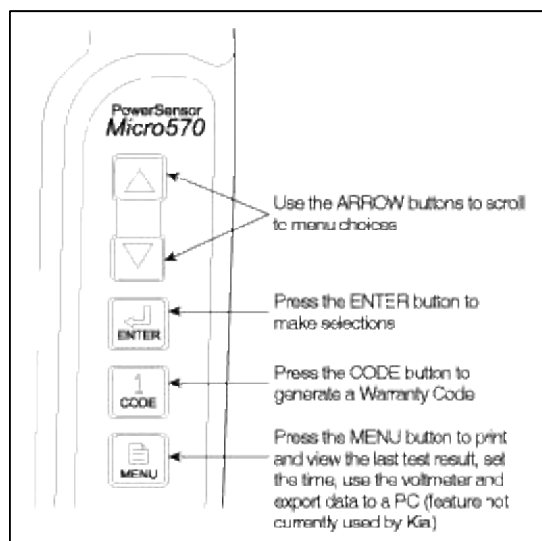 PowerSensor
Micro570
Use the ARROW buttons to scroll
to menu choices
Press the ENTER button to
make selections
ENTER
Press the CODE button to
generate a Warranty Code
1
CODE
Press the MENU button to print
and view the last test result, set
the time, use the voltmeter and
export data to a PC (feature not
currently used by Kia)
MENU